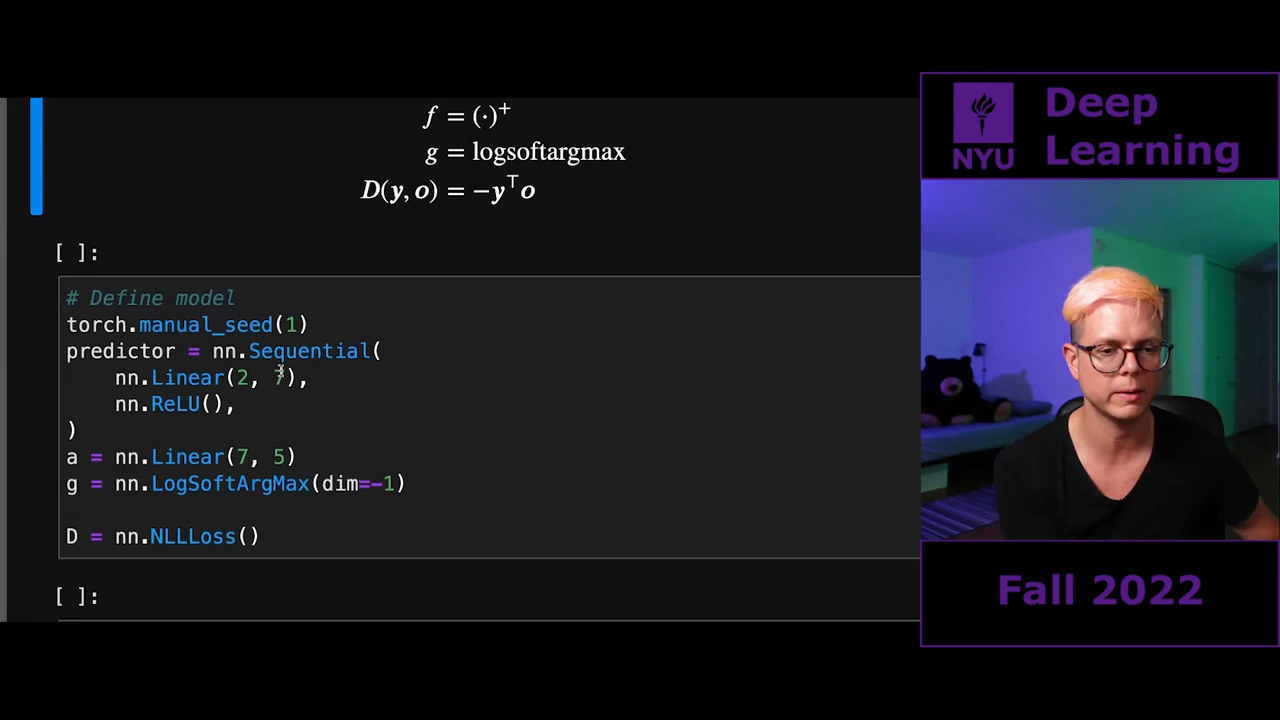 f = (·)⁺
g = logsoftargmax
D(y, o) = −y⊤o
[ ]:
# Define model
torch.manual_seed(1)
predictor = nn.Sequential(
    nn.Linear(2, 7),
    nn.ReLU(),
)
a = nn.Linear(7, 5)
g = nn.LogSoftArgMax(dim=-1)
D = nn.NLLLoss()
[ ]:
NYU
Deep
Learning
Fall 2022